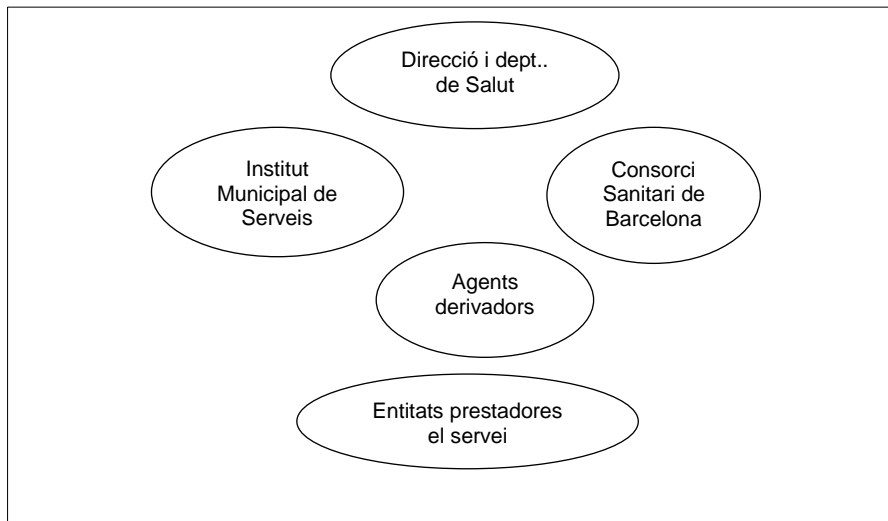 Direcció i dept..
de Salut
Institut
Municipal de
Serveis
Consorci
Sanitari de
Barcelona
Agents
derivadors
Entitats prestadores
el servei